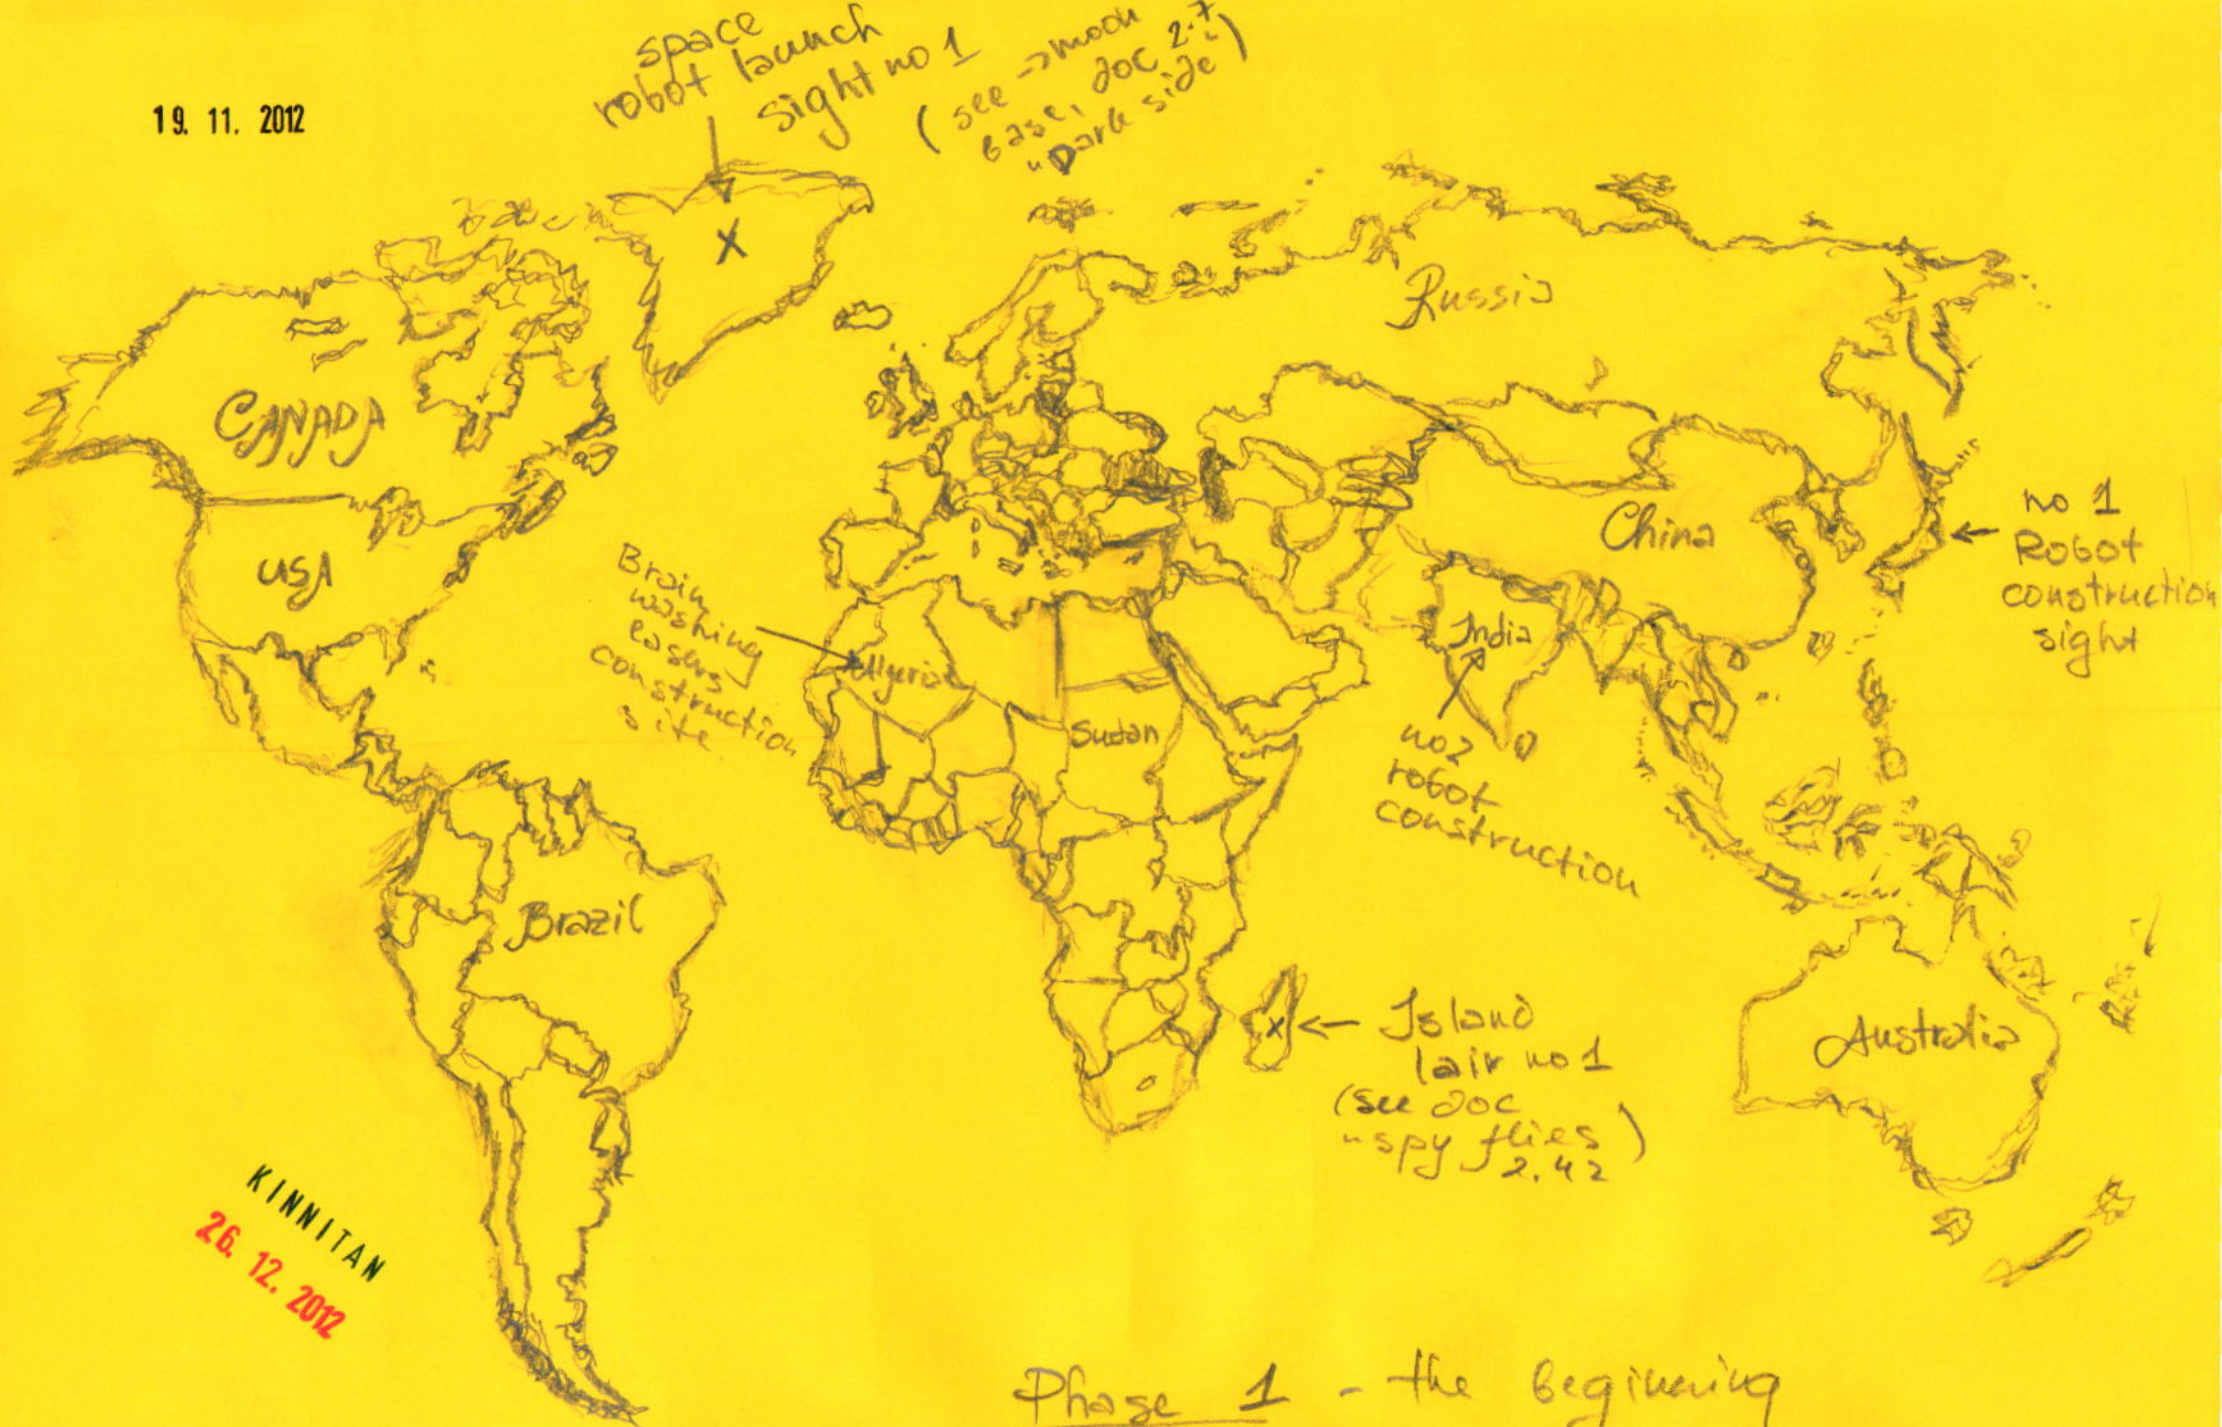 19. 11. 2012
space
robot launch
sight no 1
(see → moon
base, doc 2.7
"Dark side")
X
Russia
CANADA
USA
China
no 1
Robot
construction
sight
Brain
washing
lasers
construction
site
Algeria
India
Sudan
no2
robot
construction
Brazil
X
Island
lair no 1
(see doc
"spy flies)
2.42
Australia
KINNITAN
26. 12. 2012
Phase 1 - the beginning